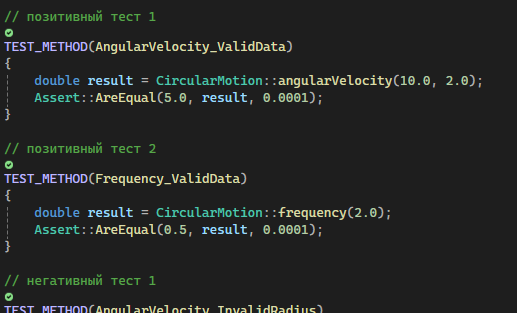 // позитивный тест 1
TEST_METHOD(AngularVelocity_ValidData)
{
double result = CircularMotion::angularVelocity(10.0, 2.0);
Assert::AreEqual(5.0, result, 0.0001);
}
// позитивный тест 2
TEST_METHOD(Frequency_ValidData)
{
double result = CircularMotion::frequency(2.0);
Assert::AreEqual(0.5, result, 0.0001);
}
// негативный тест 1
TEST_METHOD(AngularVelocity_InvalidRadius)